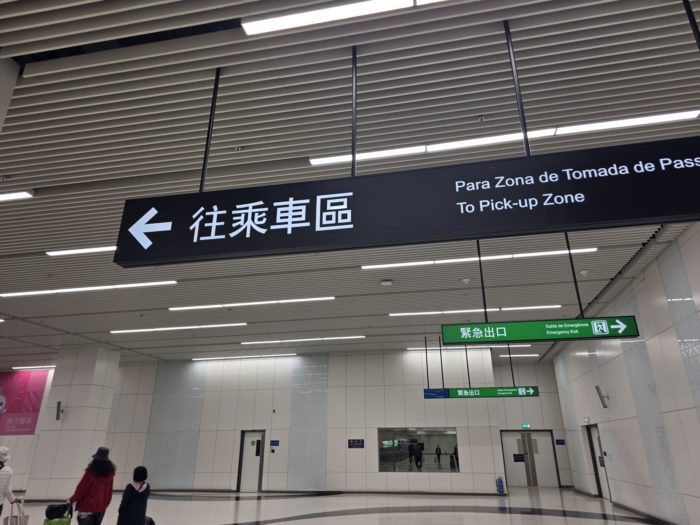 往乘車區
Para Zona de Tomada de Pass
To Pick-up Zone
緊急出口
Saída de Emergência
Emergency Exit
緊急出口